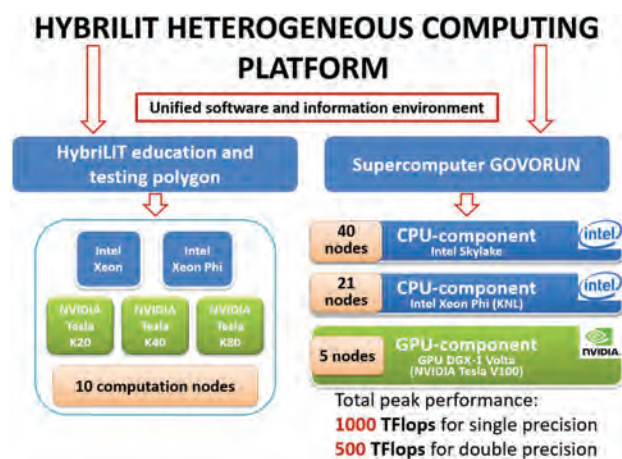 HYBRILIT HETEROGENEOUS COMPUTING
PLATFORM
Unified software and information environment
HybriLIT education and
testing polygon
Intel
Xeon
Intel
Xeon Phi
NVIDIA
Tesla
K20
NVIDIA
Tesla
K40
NVIDIA
Tesla
K80
10 computation nodes
Supercomputer GOVORUN
40
nodes
CPU-component
Intel Skylake
intel
21
nodes
CPU-component
Intel Xeon Phi (KNL)
intel
5 nodes
GPU-component
GPU DGX-1 Volta
(NVIDIA Tesla V100)
NVIDIA.
Total peak performance:
1000 TFlops for single precision
500 TFlops for double precision